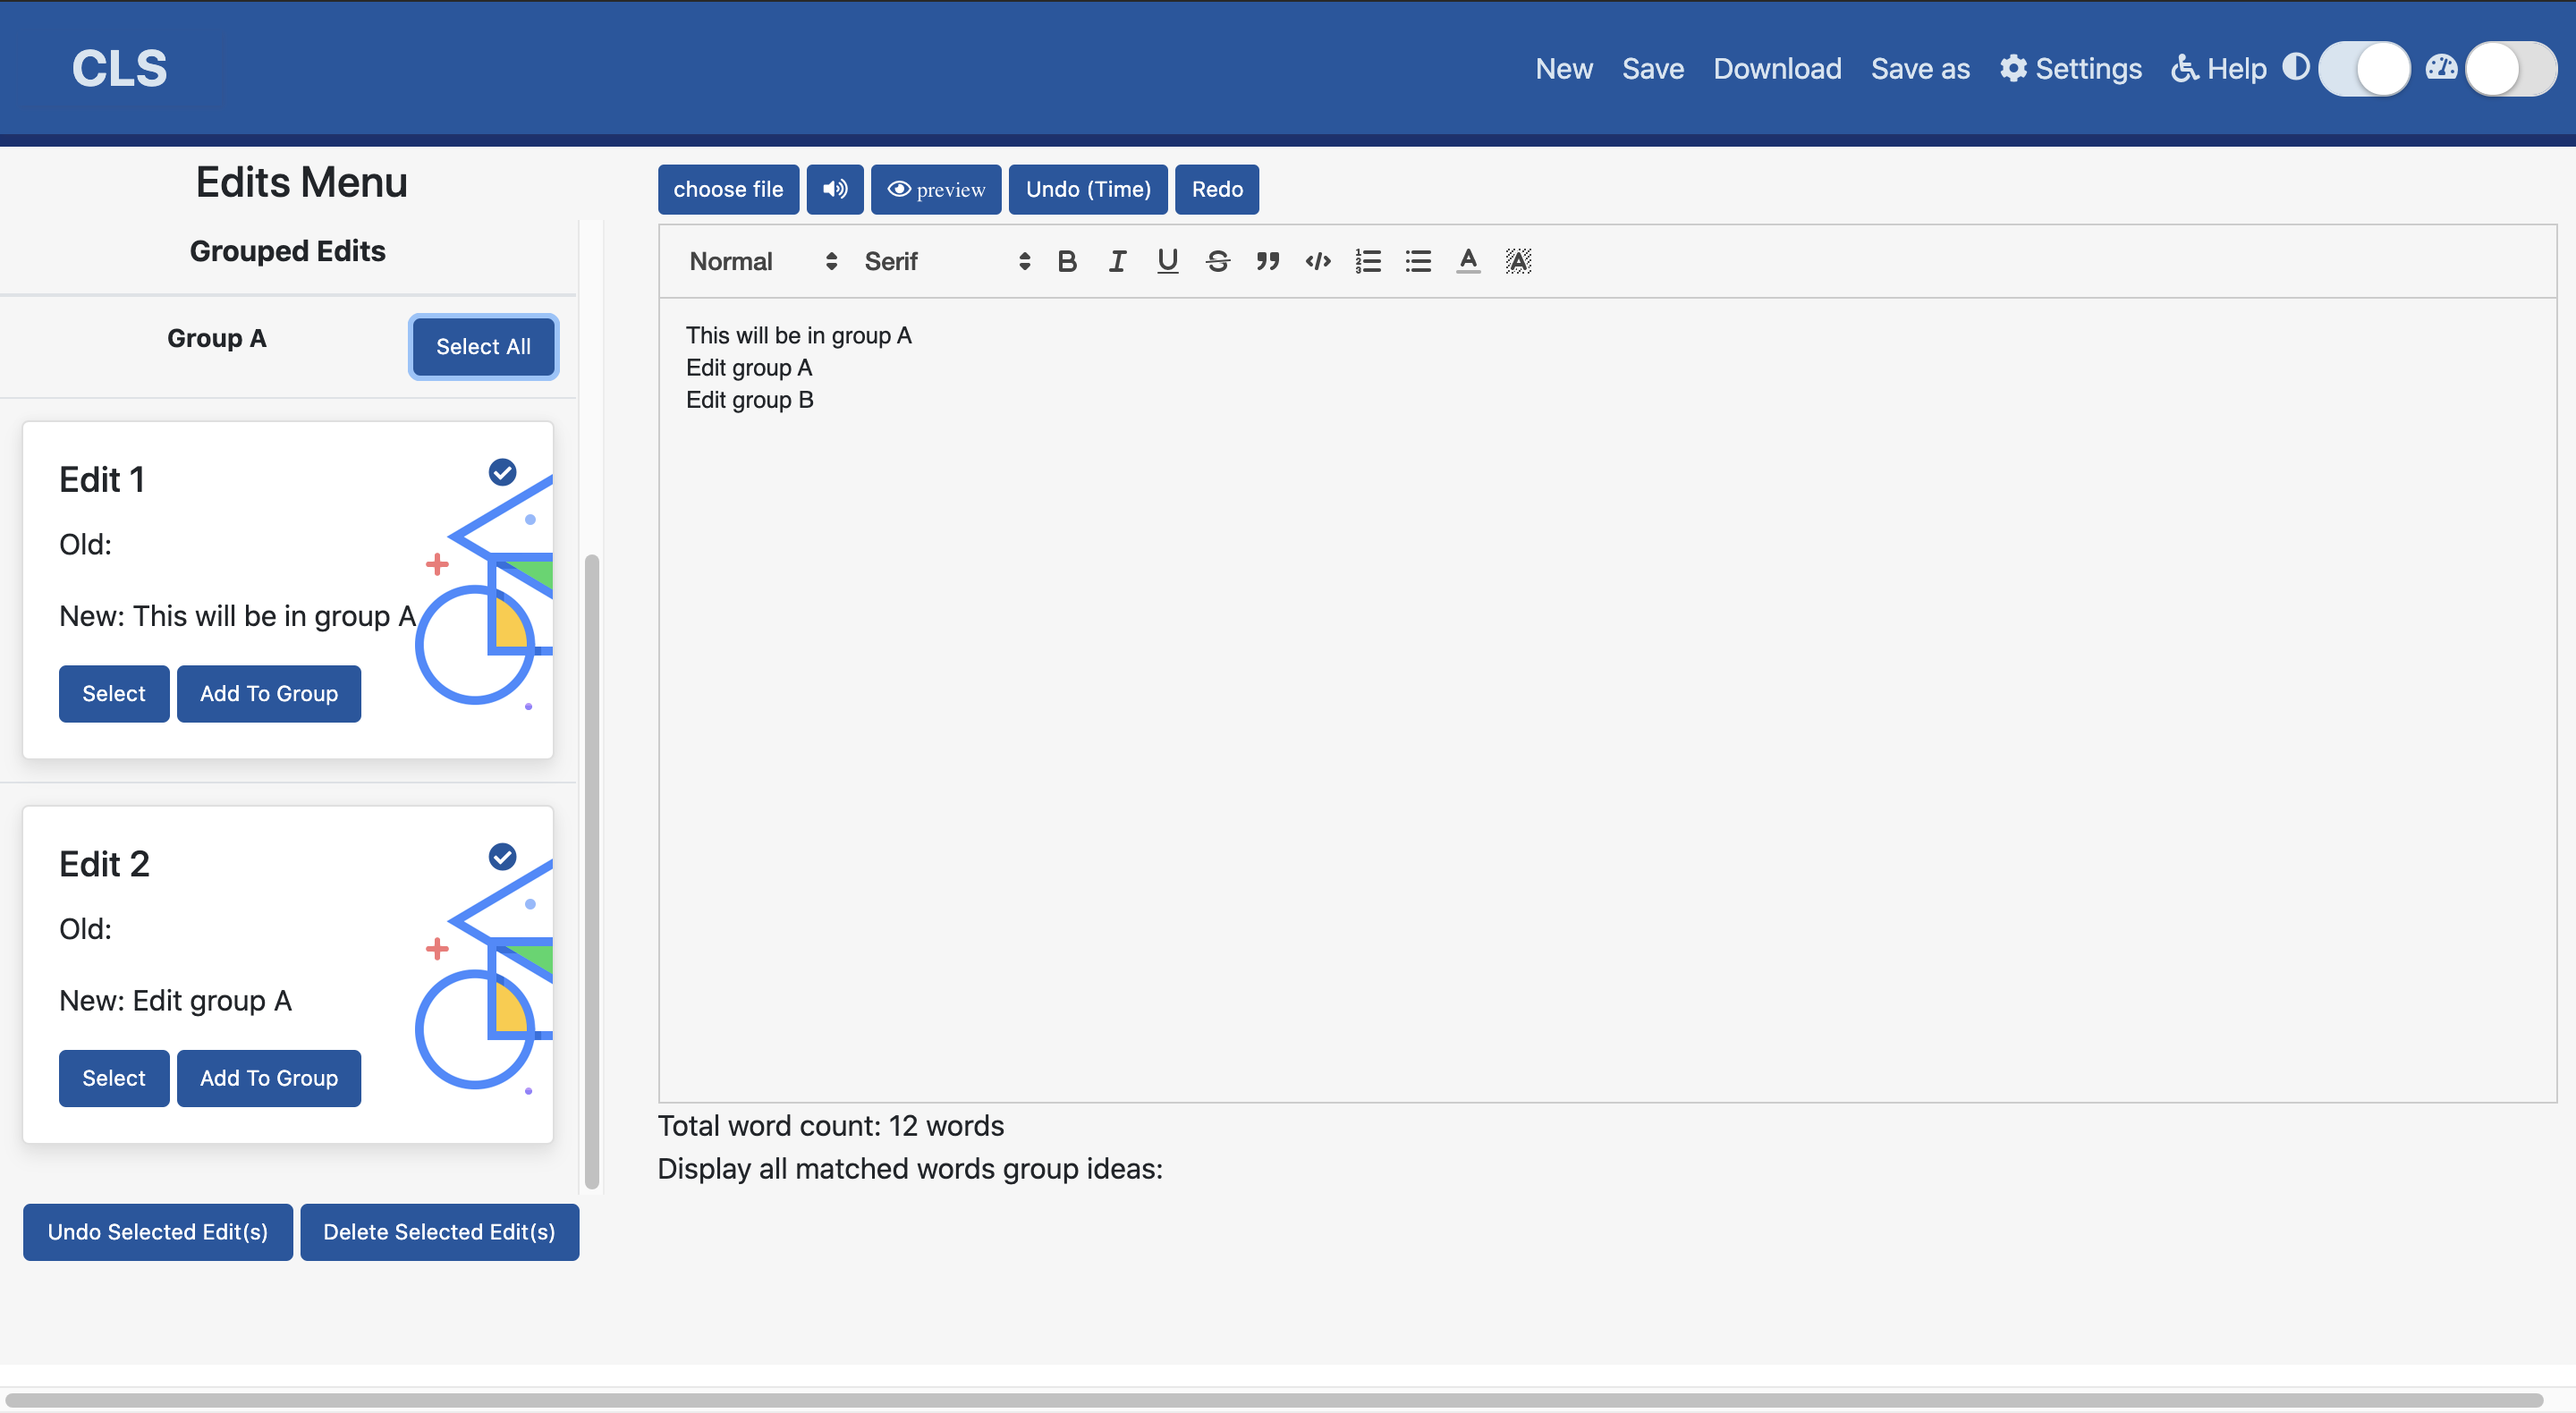 CLS
New Save Download Save as Settings Help
Edits Menu
Grouped Edits
Group A Select All
Edit 1
Old:
New: This will be in group A
Select Add To Group
Edit 2
Old:
New: Edit group A
Select Add To Group
Undo Selected Edit(s) Delete Selected Edit(s)
choose file preview Undo (Time) Redo
Normal Serif
This will be in group A
Edit group A
Edit group B
Total word count: 12 words
Display all matched words group ideas: